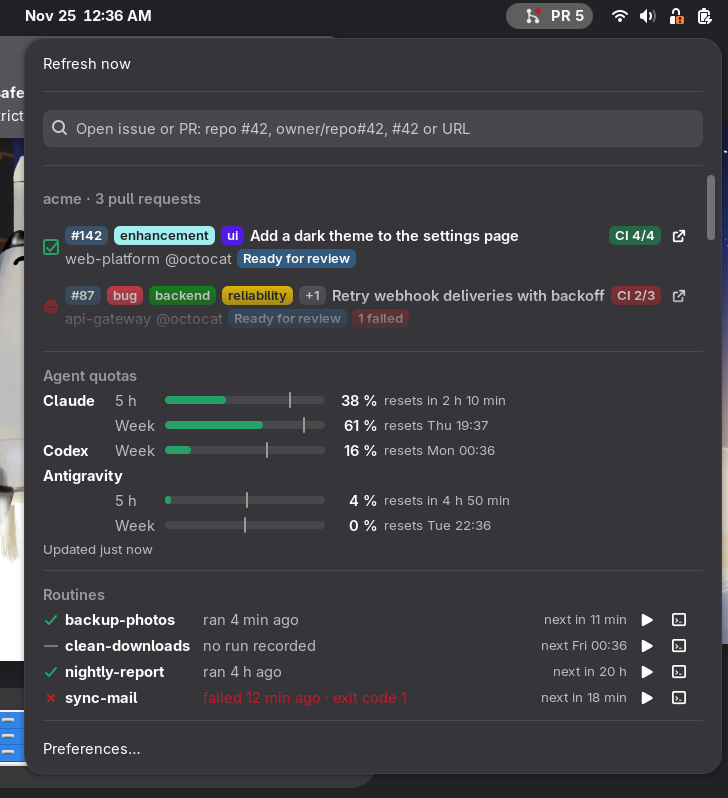 Nov 25  12:36 AM
PR 5
Refresh now
Open issue or PR: repo #42, owner/repo#42, #42 or URL
acme · 3 pull requests
#142 enhancement ui Add a dark theme to the settings page CI 4/4
web-platform @octocat Ready for review
#87 bug backend reliability +1 Retry webhook deliveries with backoff CI 2/3
api-gateway @octocat Ready for review 1 failed
Agent quotas
Claude 5 h 38 % resets in 2 h 10 min
Week 61 % resets Thu 19:37
Codex Week 16 % resets Mon 00:36
Antigravity
5 h 4 % resets in 4 h 50 min
Week 0 % resets Tue 22:36
Updated just now
Routines
backup-photos ran 4 min ago next in 11 min
clean-downloads no run recorded next Fri 00:36
nightly-report ran 4 h ago next in 20 h
sync-mail failed 12 min ago · exit code 1 next in 18 min
Preferences...